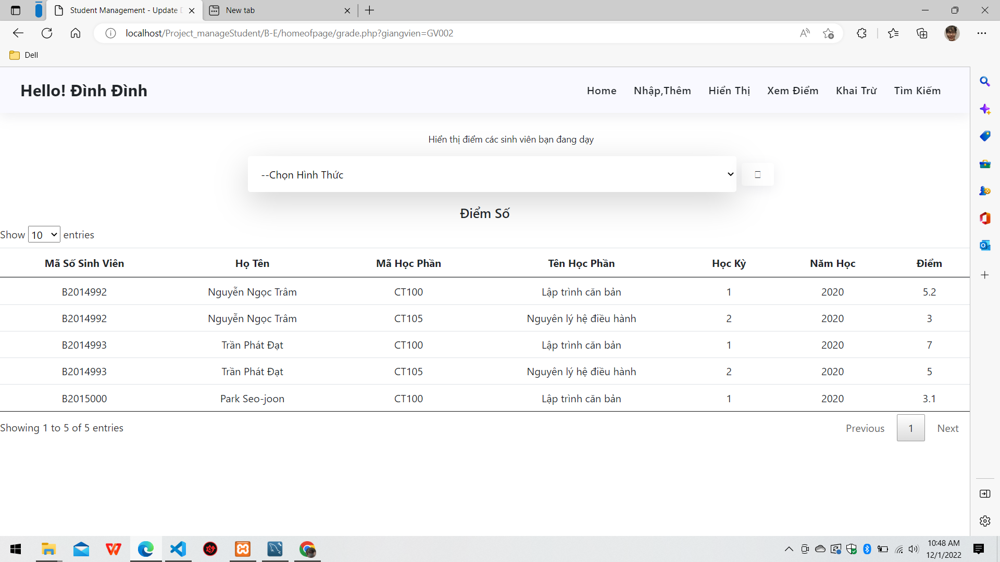 Student Management - Update D
New tab
localhost/Project_manageStudent/B-E/homeofpage/grade.php?giangvien=GV002
Dell
Hello! Đình Đình
Home Nhập,Thêm Hiển Thị Xem Điểm Khai Trừ Tìm Kiếm
Hiển thị điểm các sinh viên bạn đang dạy
--Chọn Hình Thức
Điểm Số
Show 10 entries
Mã Số Sinh Viên Họ Tên Mã Học Phần Tên Học Phần Học Kỳ Năm Học Điểm
B2014992 Nguyễn Ngọc Trâm CT100 Lập trình căn bản 1 2020 5.2
B2014992 Nguyễn Ngọc Trâm CT105 Nguyên lý hệ điều hành 2 2020 3
B2014993 Trần Phát Đạt CT100 Lập trình căn bản 1 2020 7
B2014993 Trần Phát Đạt CT105 Nguyên lý hệ điều hành 2 2020 5
B2015000 Park Seo-joon CT100 Lập trình căn bản 1 2020 3.1
Showing 1 to 5 of 5 entries
Previous 1 Next
10:48 AM
12/1/2022